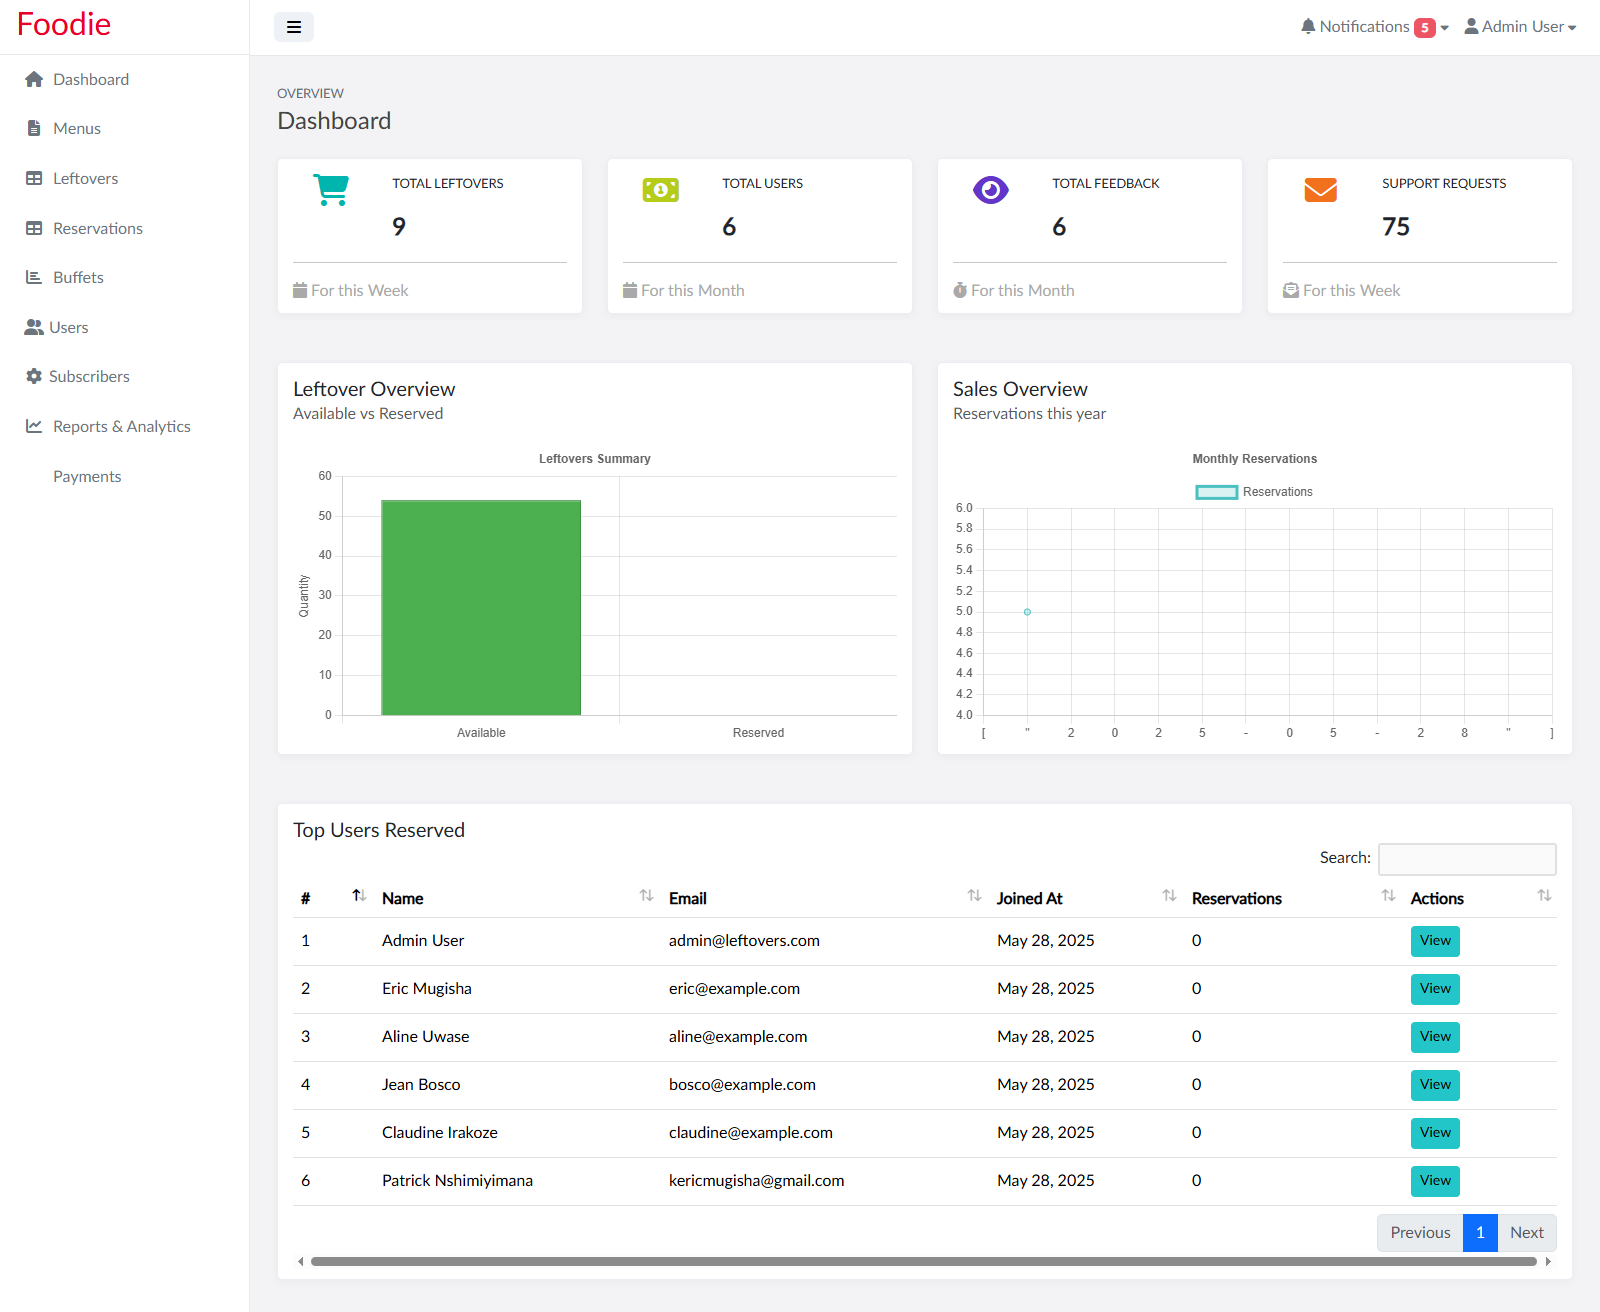 Foodie
Notifications 5
Admin User
Dashboard
Menus
Leftovers
Reservations
Buffets
Users
Subscribers
Reports & Analytics
Payments
OVERVIEW
Dashboard
TOTAL LEFTOVERS
9
For this Week
TOTAL USERS
6
For this Month
TOTAL FEEDBACK
6
For this Month
SUPPORT REQUESTS
75
For this Week
Leftover Overview
Available vs Reserved
Leftovers Summary
60
50
40
30
20
10
0
Quantity
Available Reserved
Sales Overview
Reservations this year
Monthly Reservations
Reservations
6.0
5.8
5.6
5.4
5.2
5.0
4.8
4.6
4.4
4.2
4.0
[ " 2 0 2 5 - 0 5 - 2 8 " ]
Top Users Reserved
Search:
# Name Email Joined At Reservations Actions
1 Admin User admin@leftovers.com May 28, 2025 0 View
2 Eric Mugisha eric@example.com May 28, 2025 0 View
3 Aline Uwase aline@example.com May 28, 2025 0 View
4 Jean Bosco bosco@example.com May 28, 2025 0 View
5 Claudine Irakoze claudine@example.com May 28, 2025 0 View
6 Patrick Nshimiyimana kericmugisha@gmail.com May 28, 2025 0 View
Previous 1 Next